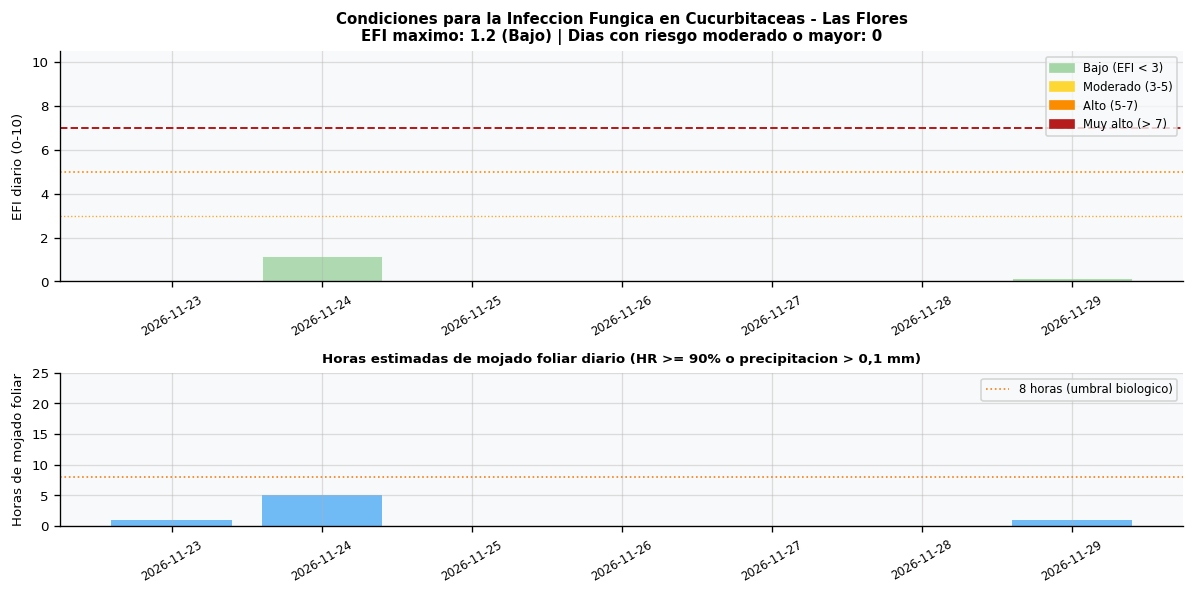 Condiciones para la Infeccion Fungica en Cucurbitaceas - Las Flores
EFI maximo: 1.2 (Bajo) | Dias con riesgo moderado o mayor: 0
EFI diario (0-10)
10
8
6
4
2
0
Bajo (EFI < 3)
Moderado (3-5)
Alto (5-7)
Muy alto (> 7)
2026-11-23
2026-11-24
2026-11-25
2026-11-26
2026-11-27
2026-11-28
2026-11-29
Horas estimadas de mojado foliar diario (HR >= 90% o precipitacion > 0,1 mm)
Horas de mojado foliar
25
20
15
10
5
0
8 horas (umbral biologico)
2026-11-23
2026-11-24
2026-11-25
2026-11-26
2026-11-27
2026-11-28
2026-11-29